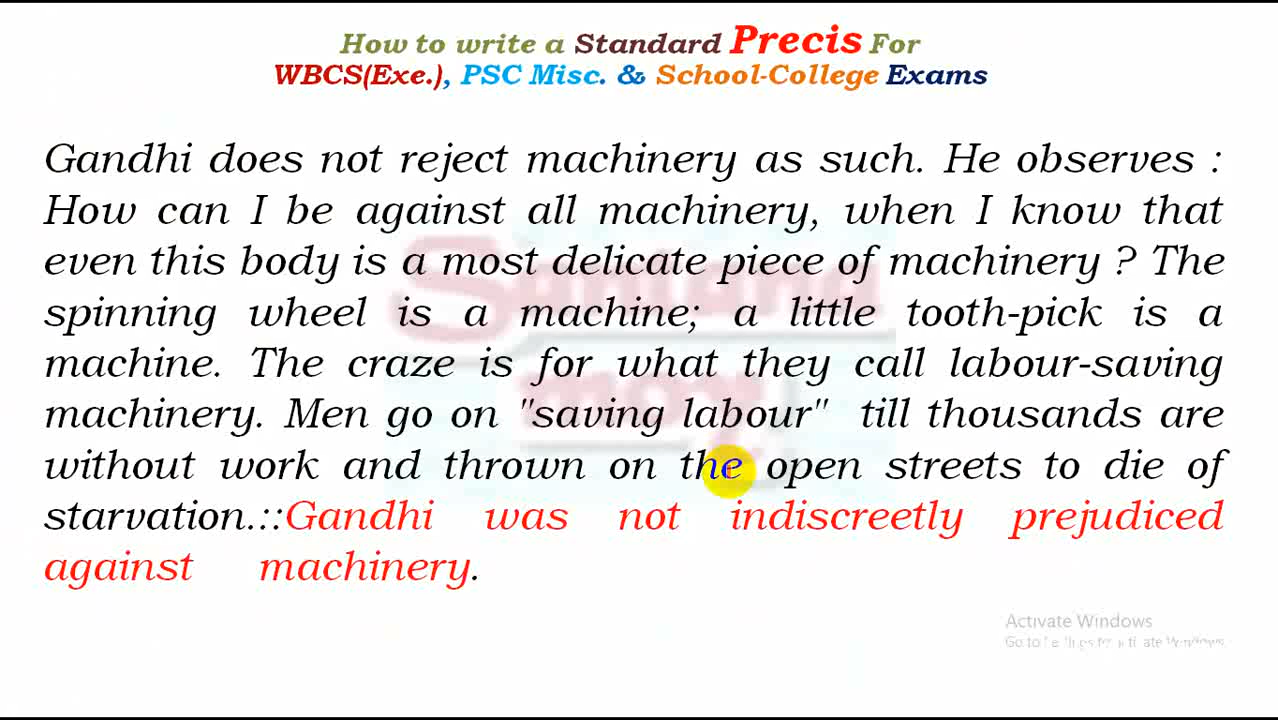 How to write a Standard Precis For
WBCS(Exe.), PSC Misc. & School-College Exams
Gandhi does not reject machinery as such. He observes :
How can I be against all machinery, when I know that
even this body is a most delicate piece of machinery ? The
spinning wheel is a machine; a little tooth-pick is a
machine. The craze is for what they call labour-saving
machinery. Men go on "saving labour" till thousands are
without work and thrown on the open streets to die of
starvation.::Gandhi was not indiscreetly prejudiced
against machinery.
Activate Windows
Go to